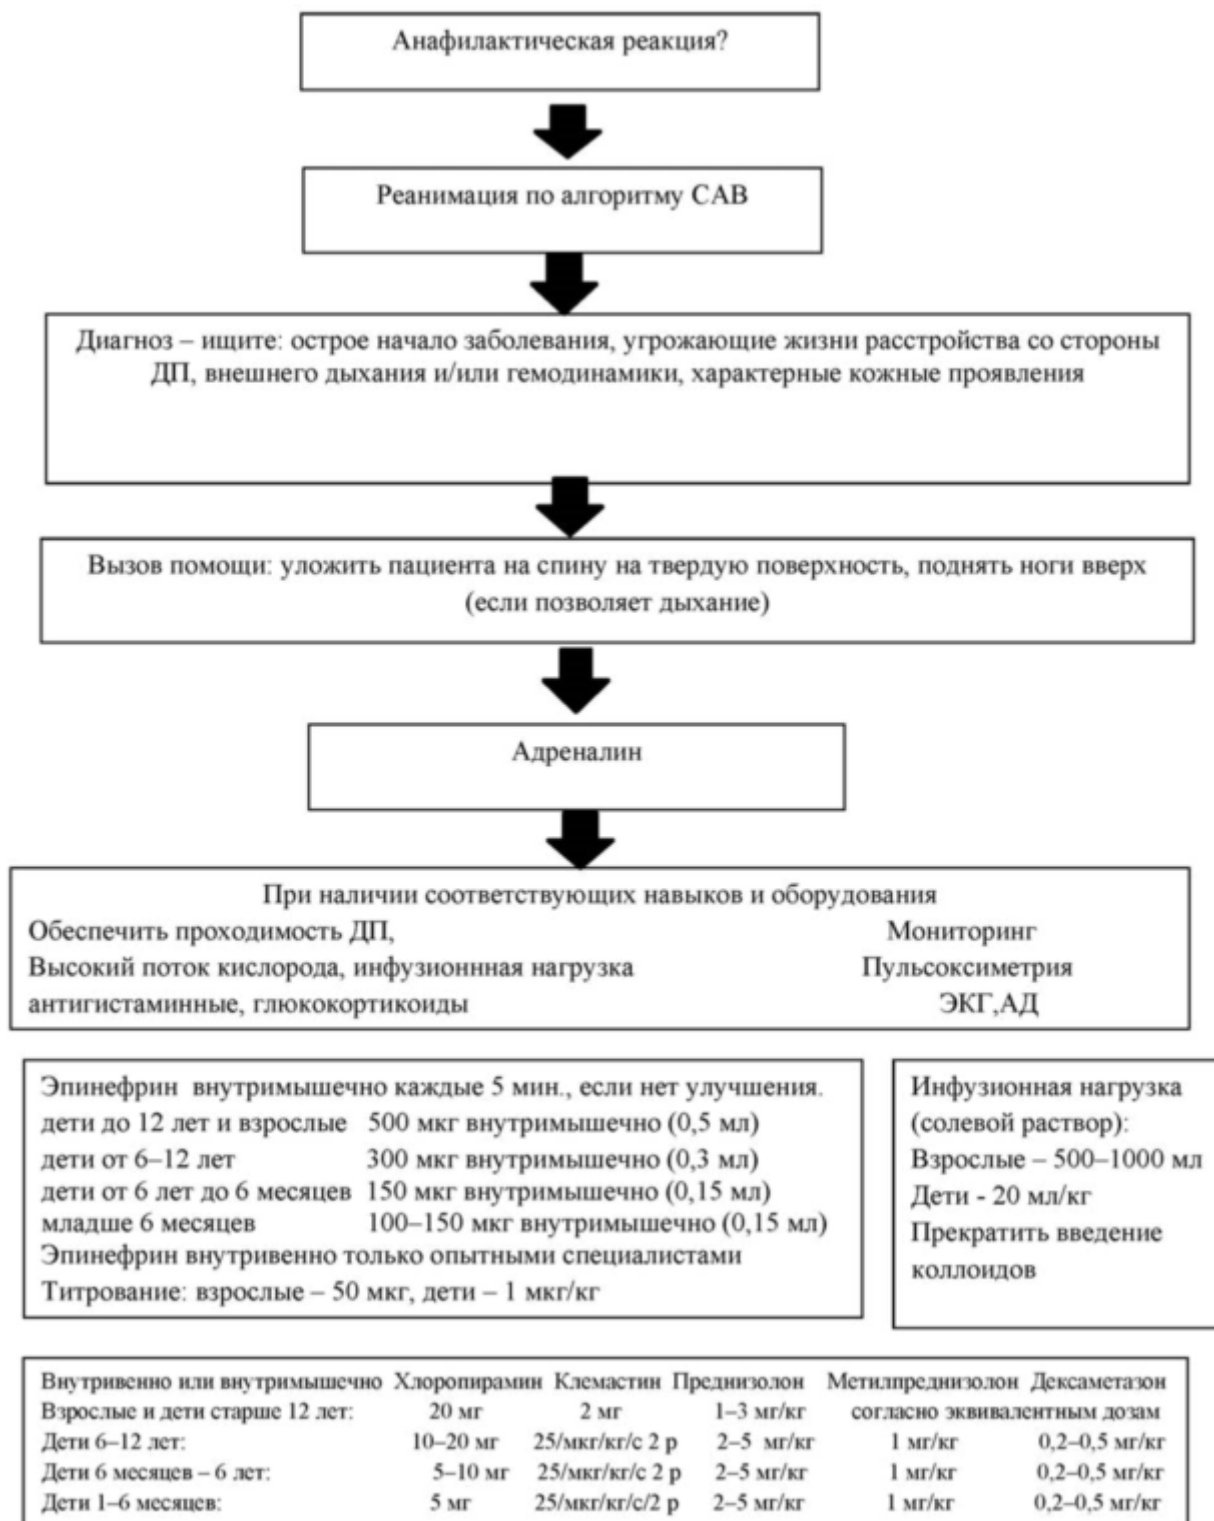 Анафилактическая реакция?
Реанимация по алгоритму САВ
Диагноз – ищите: острое начало заболевания, угрожающие жизни расстройства со стороны
ДП, внешнего дыхания и/или гемодинамики, характерные кожные проявления
Вызов помощи: уложить пациента на спину на твердую поверхность, поднять ноги вверх
(если позволяет дыхание)
Адреналин
При наличии соответствующих навыков и оборудования
Обеспечить проходимость ДП, Мониторинг
Высокий поток кислорода, инфузионнная нагрузка Пульсоксиметрия
антигистаминные, глюкокортикоиды ЭКГ,АД
Эпинефрин внутримышечно каждые 5 мин., если нет улучшения.
дети до 12 лет и взрослые 500 мкг внутримышечно (0,5 мл)
дети от 6–12 лет 300 мкг внутримышечно (0,3 мл)
дети от 6 лет до 6 месяцев 150 мкг внутримышечно (0,15 мл)
младше 6 месяцев 100–150 мкг внутримышечно (0,15 мл)
Эпинефрин внутривенно только опытными специалистами
Титрование: взрослые – 50 мкг, дети – 1 мкг/кг
Инфузионная нагрузка
(солевой раствор):
Взрослые – 500–1000 мл
Дети - 20 мл/кг
Прекратить введение
коллоидов
Внутривенно или внутримышечно Хлоропирамин Клемастин Преднизолон Метилпреднизолон Дексаметазон
Взрослые и дети старше 12 лет: 20 мг 2 мг 1–3 мг/кг согласно эквивалентным дозам
Дети 6–12 лет: 10–20 мг 25/мкг/кг/с 2 р 2–5 мг/кг 1 мг/кг 0,2–0,5 мг/кг
Дети 6 месяцев – 6 лет: 5–10 мг 25/мкг/кг/с 2 р 2–5 мг/кг 1 мг/кг 0,2–0,5 мг/кг
Дети 1–6 месяцев: 5 мг 25/мкг/кг/с/2 р 2–5 мг/кг 1 мг/кг 0,2–0,5 мг/кг